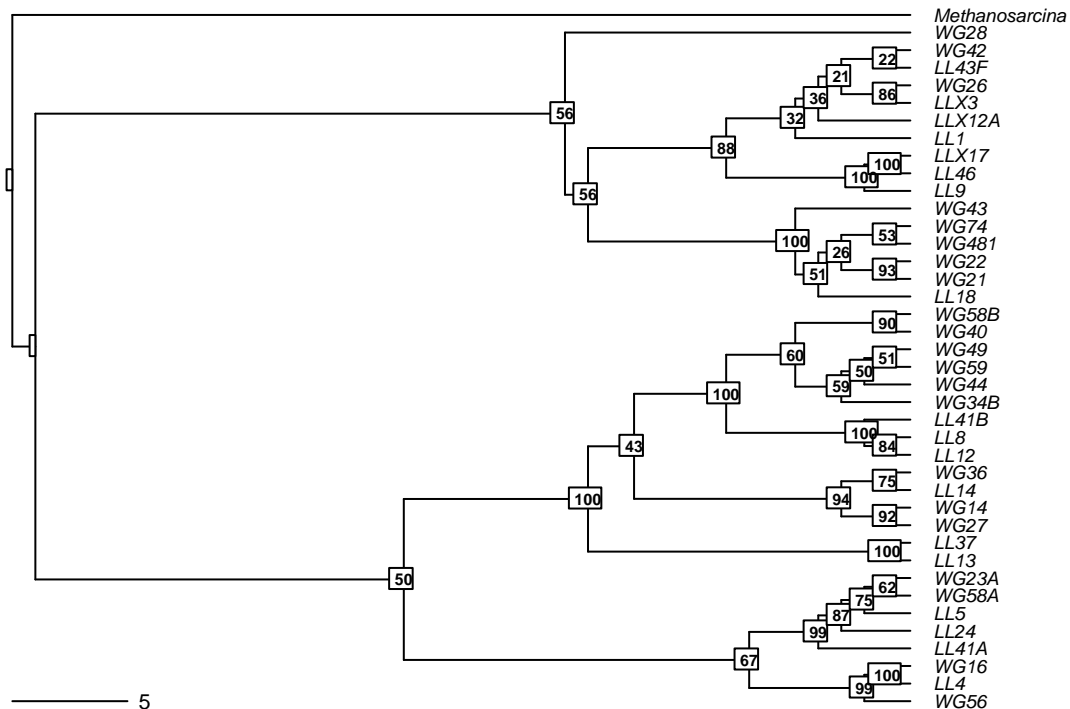 Methanosarcina
WG28
WG42
22
LL43F
21
WG26
86
36
LLX3
56
32
LLX12A
LL1
88
LLX17
100
100
LL46
LL9
56
WG43
WG74
53
100
26
WG481
WG22
51
93
WG21
LL18
WG58B
90
WG40
60
WG49
51
50
WG59
59
WG44
100
WG34B
LL41B
100
LL8
43
84
LL12
WG36
75
94
LL14
100
WG14
92
WG27
LL37
100
LL13
50
WG23A
62
75
WG58A
87
LL5
99
LL24
LL41A
67
WG16
100
99
LL4
5
WG56